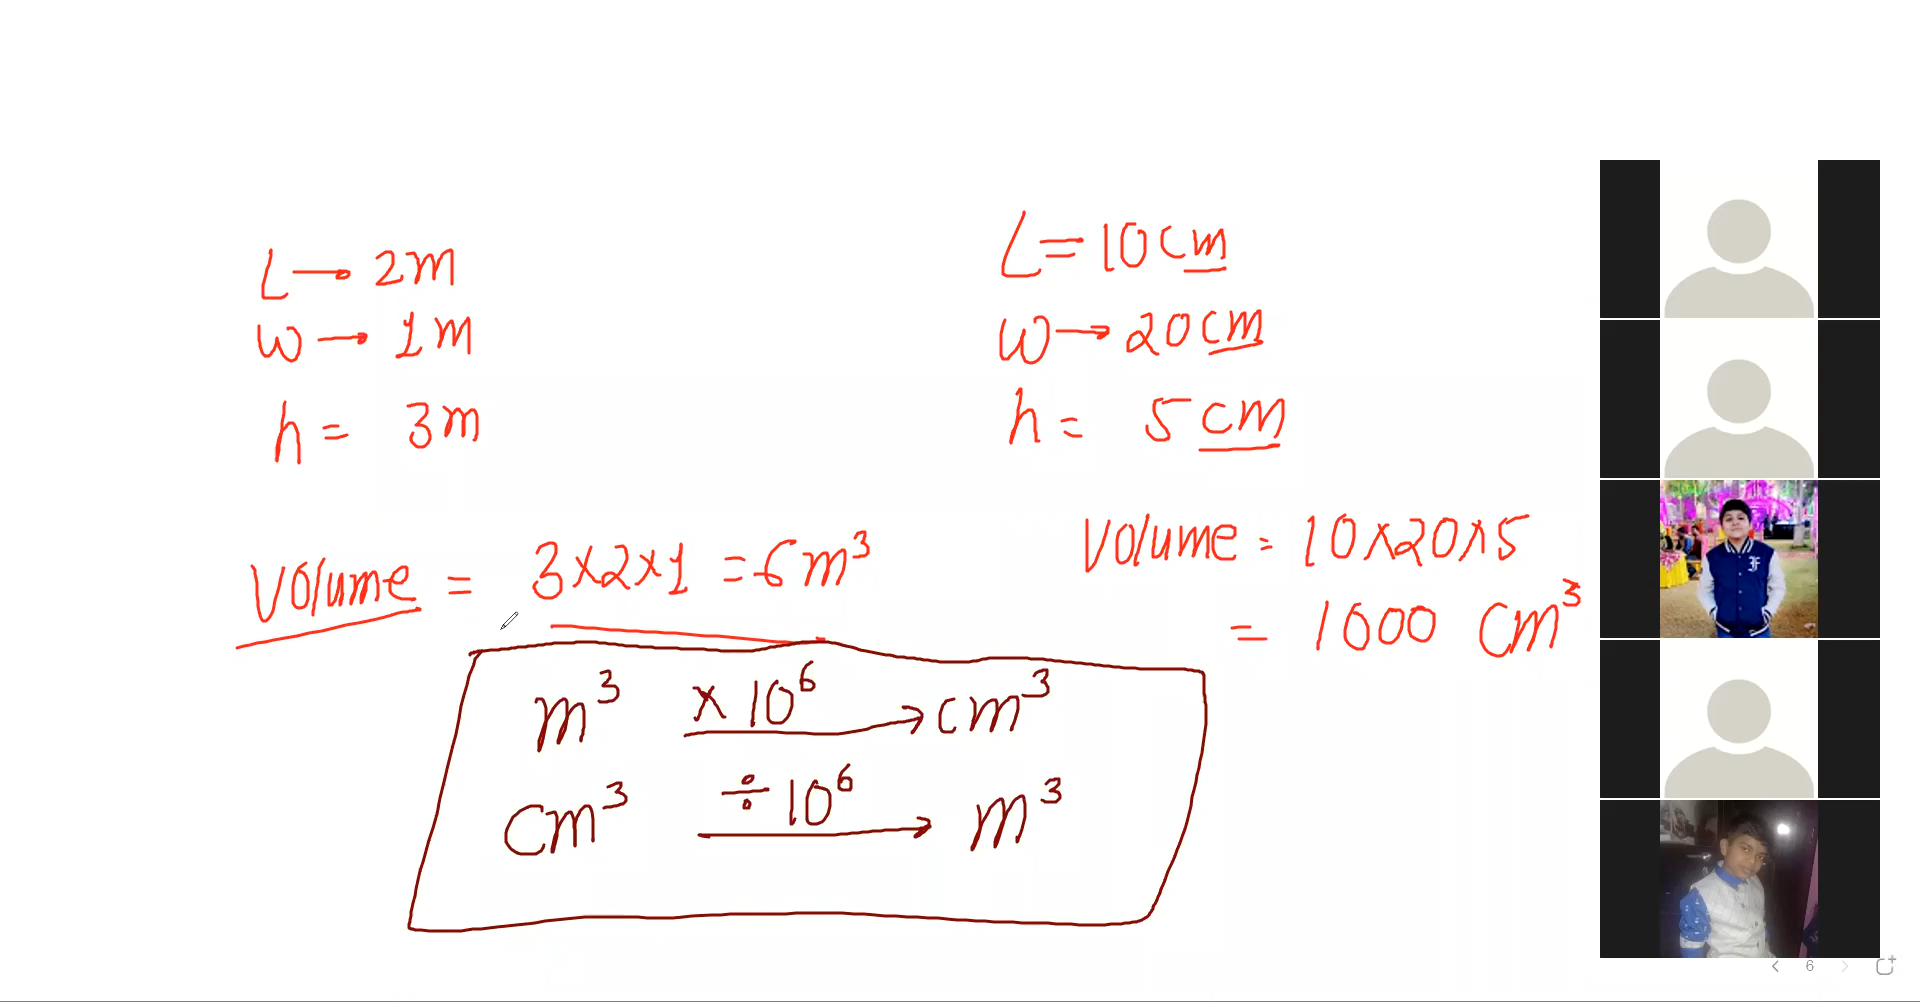 L → 2m
w → 1m
h = 3m
Volume = 3×2×1 = 6m³
L = 10cm
w → 20cm
h = 5cm
Volume = 10×20×5
= 1000 cm³
m³ ×10⁶ → cm³
cm³ ÷10⁶ → m³
F
6